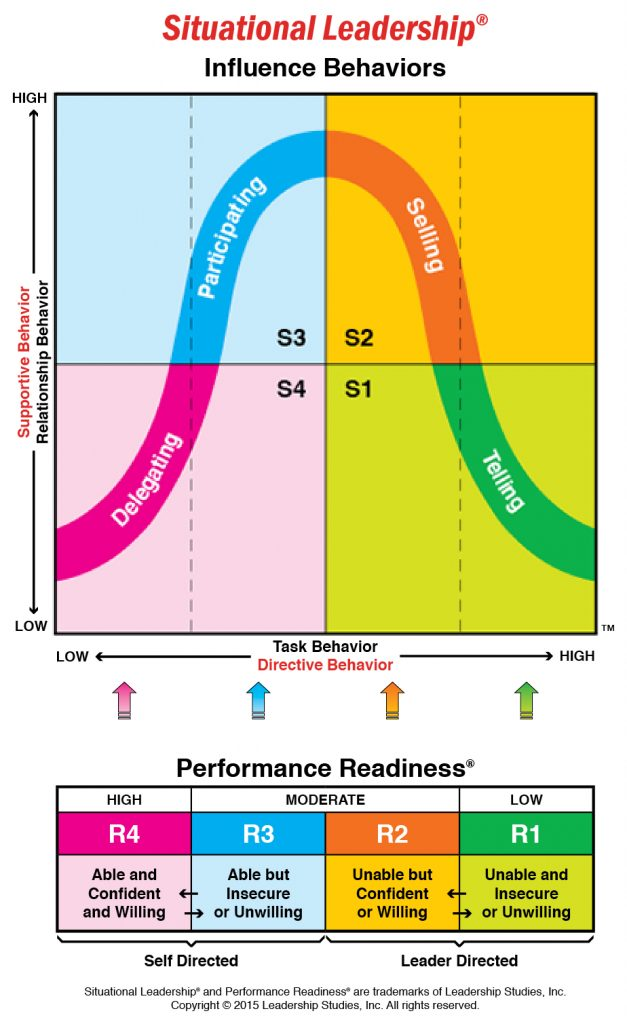 Situational Leadership®
Influence Behaviors
HIGH
Supportive Behavior
Relationship Behavior
LOW
Participating
Selling
S3
S2
S4
S1
Delegating
Telling
™
LOW
Task Behavior
Directive Behavior
HIGH
Performance Readiness®
HIGH
MODERATE
LOW
R4
R3
R2
R1
Able and
Confident
and Willing
Able but
Insecure
or Unwilling
Unable but
Confident
or Willing
Unable and
Insecure
or Unwilling
Self Directed
Leader Directed
Situational Leadership® and Performance Readiness® are trademarks of Leadership Studies, Inc.
Copyright © 2015 Leadership Studies, Inc. All rights reserved.